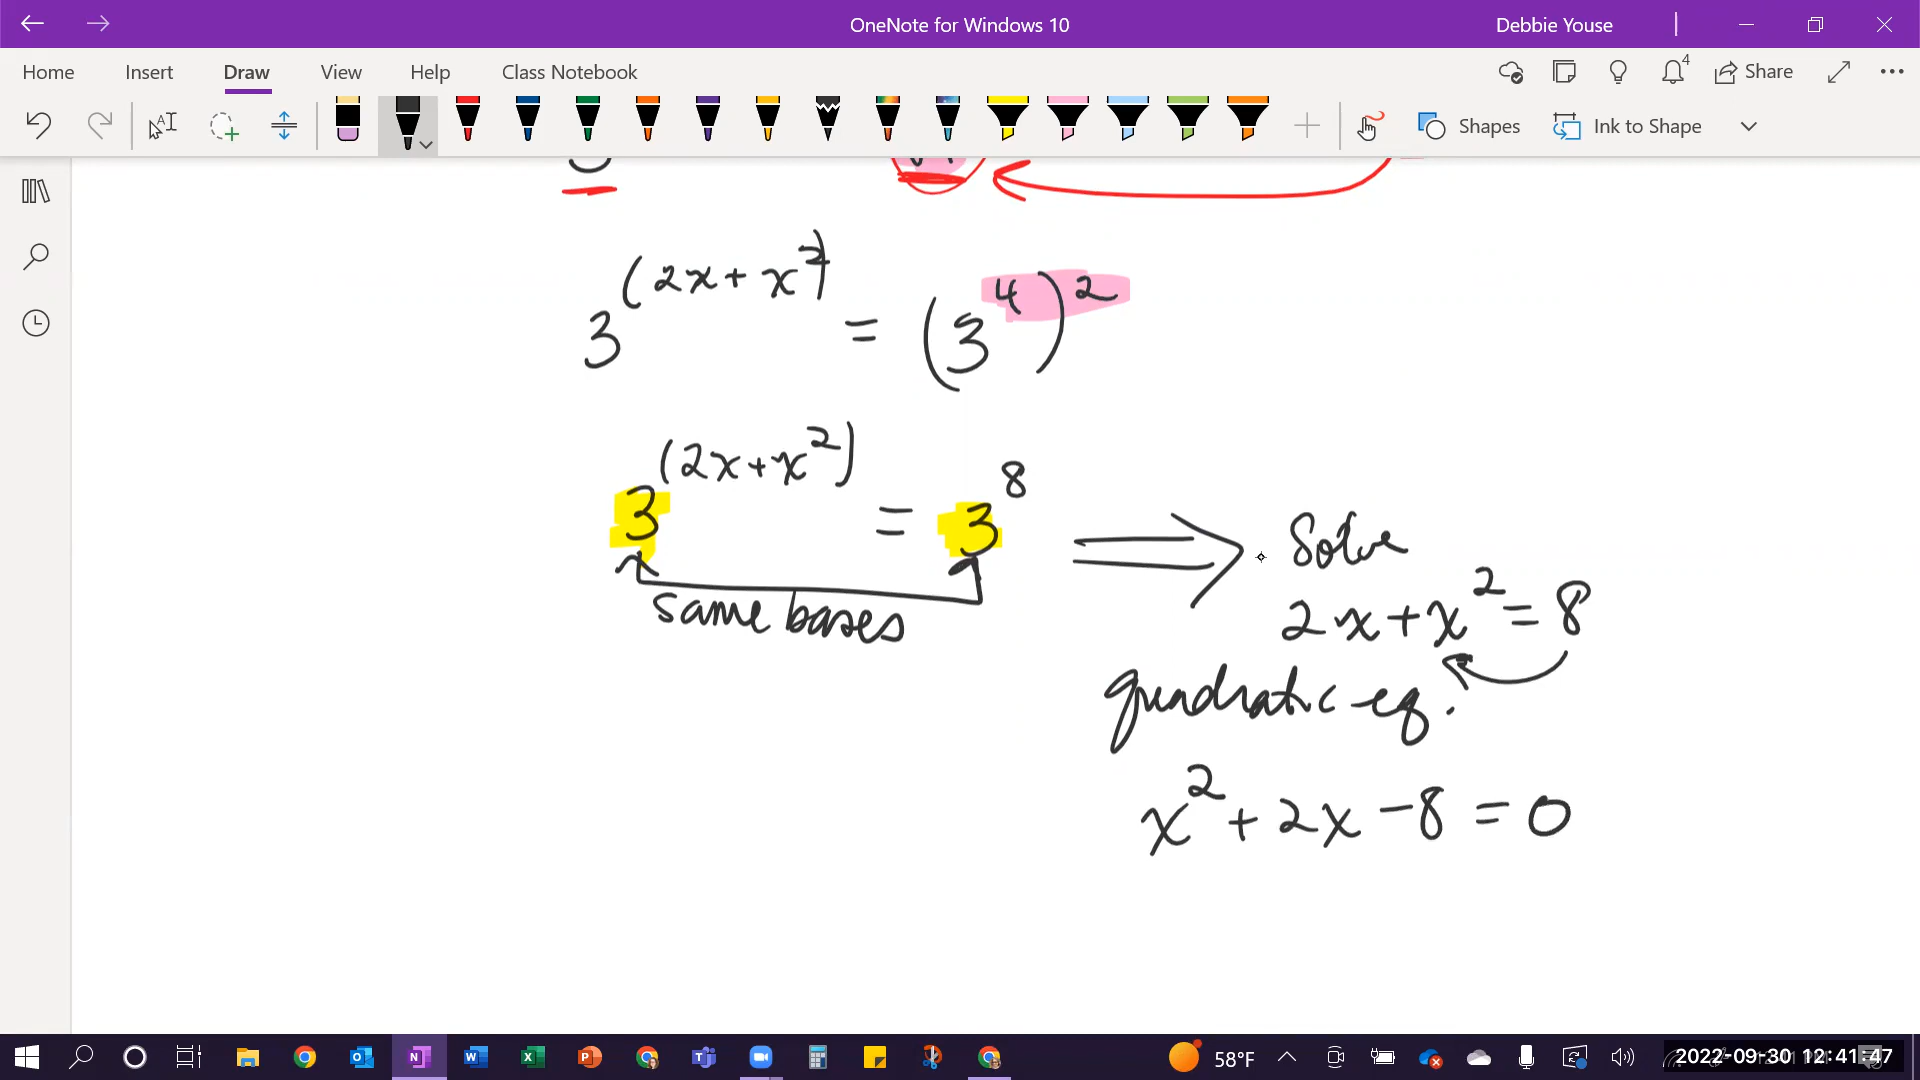 OneNote for Windows 10
Debbie Youse
Home Insert Draw View Help Class Notebook
4 Share
Shapes Ink to Shape
3^(2x+x^2) = (3^4)^2
3^(2x+x^2) = 3^8
same bases
Solve
2x+x^2=8
quadratic eq.
x^2+2x-8=0
58°F
2022-09-30 12:41:47